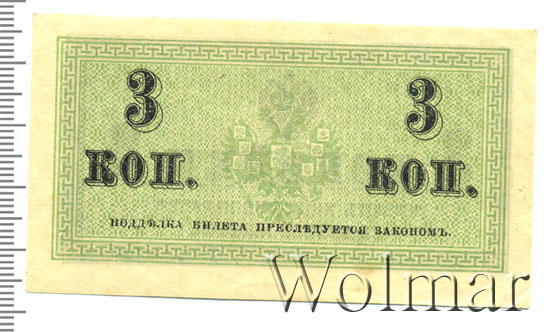 3 3
КОП. КОП.
ПОДДѢЛКА БИЛЕТА ПРЕСЛѢДУЕТСЯ ЗАКОНОМЪ.
Wolmar